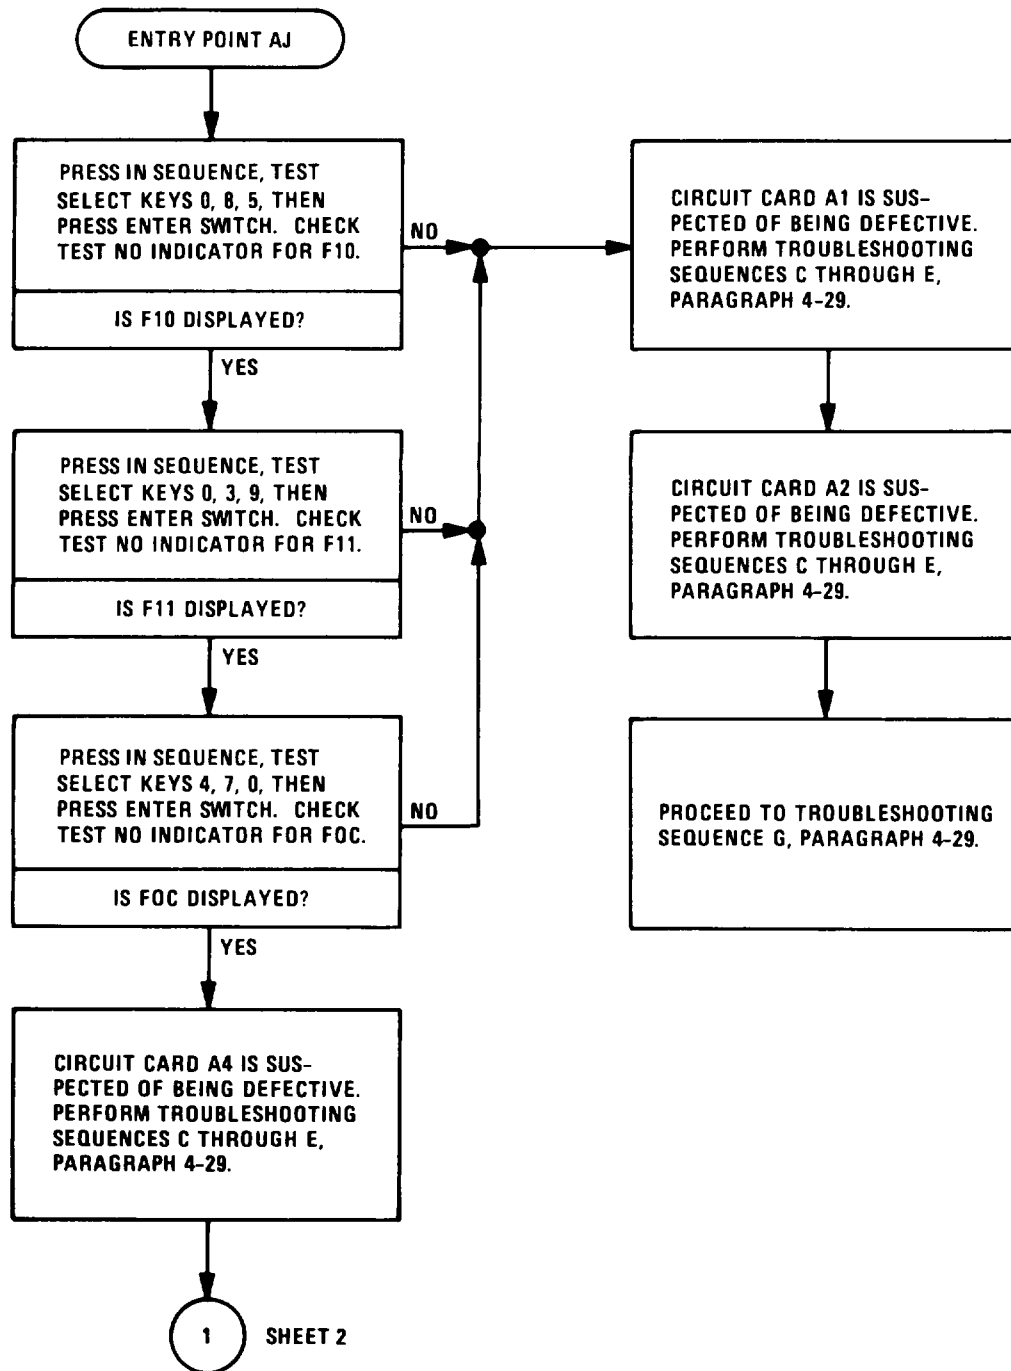 ENTRY POINT AJ
PRESS IN SEQUENCE, TEST
SELECT KEYS 0, 8, 5, THEN
PRESS ENTER SWITCH. CHECK
TEST NO INDICATOR FOR F10.
IS F10 DISPLAYED?
NO
YES
PRESS IN SEQUENCE, TEST
SELECT KEYS 0, 3, 9, THEN
PRESS ENTER SWITCH. CHECK
TEST NO INDICATOR FOR F11.
IS F11 DISPLAYED?
NO
YES
PRESS IN SEQUENCE, TEST
SELECT KEYS 4, 7, 0, THEN
PRESS ENTER SWITCH. CHECK
TEST NO INDICATOR FOR FOC.
IS FOC DISPLAYED?
NO
YES
CIRCUIT CARD A4 IS SUS-
PECTED OF BEING DEFECTIVE.
PERFORM TROUBLESHOOTING
SEQUENCES C THROUGH E,
PARAGRAPH 4-29.
1 SHEET 2
CIRCUIT CARD A1 IS SUS-
PECTED OF BEING DEFECTIVE.
PERFORM TROUBLESHOOTING
SEQUENCES C THROUGH E,
PARAGRAPH 4-29.
CIRCUIT CARD A2 IS SUS-
PECTED OF BEING DEFECTIVE.
PERFORM TROUBLESHOOTING
SEQUENCES C THROUGH E,
PARAGRAPH 4-29.
PROCEED TO TROUBLESHOOTING
SEQUENCE G, PARAGRAPH 4-29.